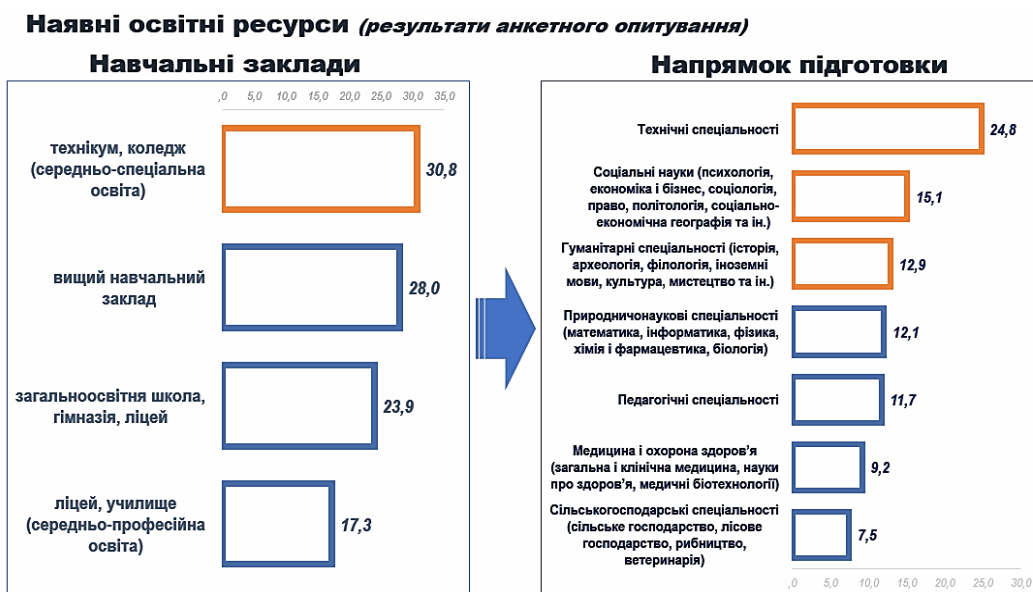 Наявні освітні ресурси (результати анкетного опитування)
Навчальні заклади
,0 5,0 10,0 15,0 20,0 25,0 30,0 35,0
технікум, коледж
(середньо-спеціальна
освіта)
30,8
вищий навчальний
заклад
28,0
загальноосвітня школа,
гімназія, ліцей
23,9
ліцей, училище
(середньо-професійна
освіта)
17,3
Напрямок підготовки
Технічні спеціальності
24,8
Соціальні науки (психологія,
економіка і бізнес, соціологія,
право, політологія, соціально-
економічна географія та ін.)
15,1
Гуманітарні спеціальності (історія,
археологія, філологія, іноземні
мови, культура, мистецтво та ін.)
12,9
Природничонаукові спеціальності
(математика, інформатика, фізика,
хімія і фармацевтика, біологія)
12,1
Педагогічні спеціальності
11,7
Медицина і охорона здоров’я
(загальна і клінічна медицина, науки
про здоров’я, медичні біотехнології)
9,2
Сільськогосподарські спеціальності
(сільське господарство, лісове
господарство, рибництво,
ветеринарія)
7,5
,0 5,0 10,0 15,0 20,0 25,0 30,0